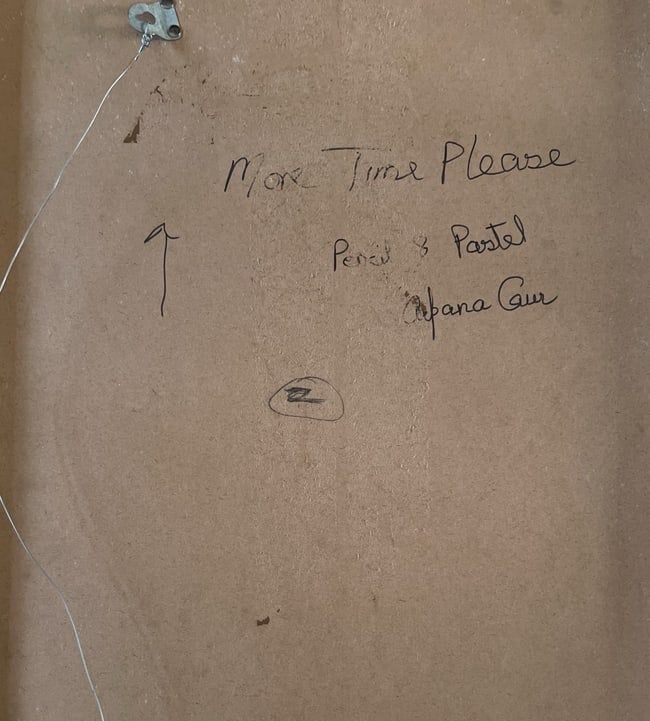 More Time Please
Pencil & Pastel
Arpana Caur